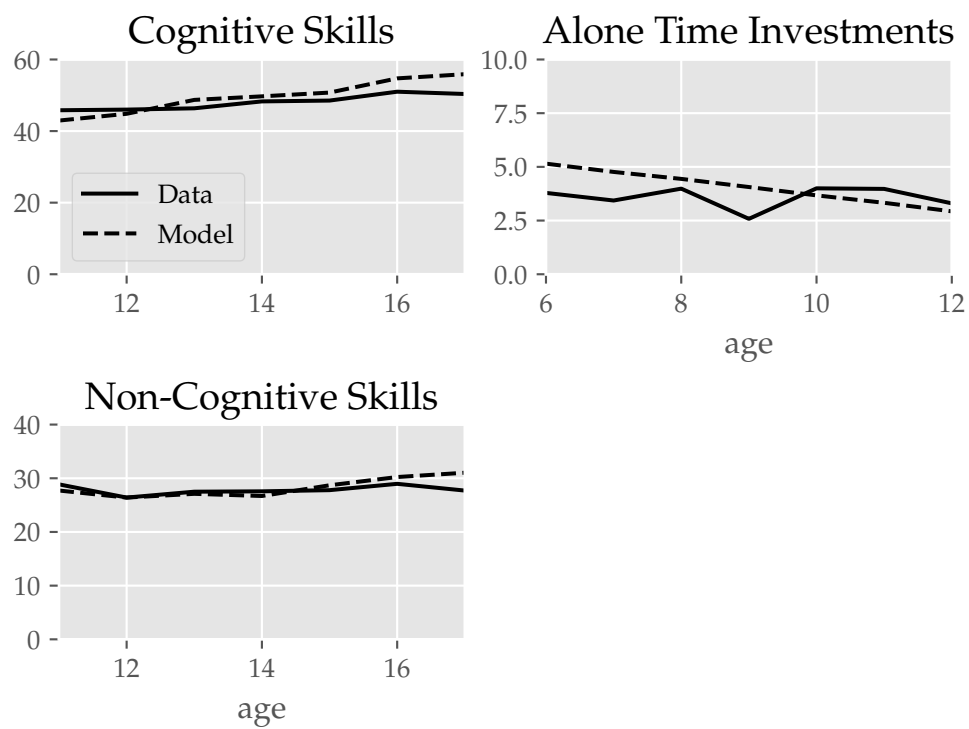 Cognitive Skills
60
40
20
0
Data
Model
12 14 16
Alone Time Investments
10.0
7.5
5.0
2.5
0.0
6 8 10 12
age
Non-Cognitive Skills
40
30
20
10
0
12 14 16
age